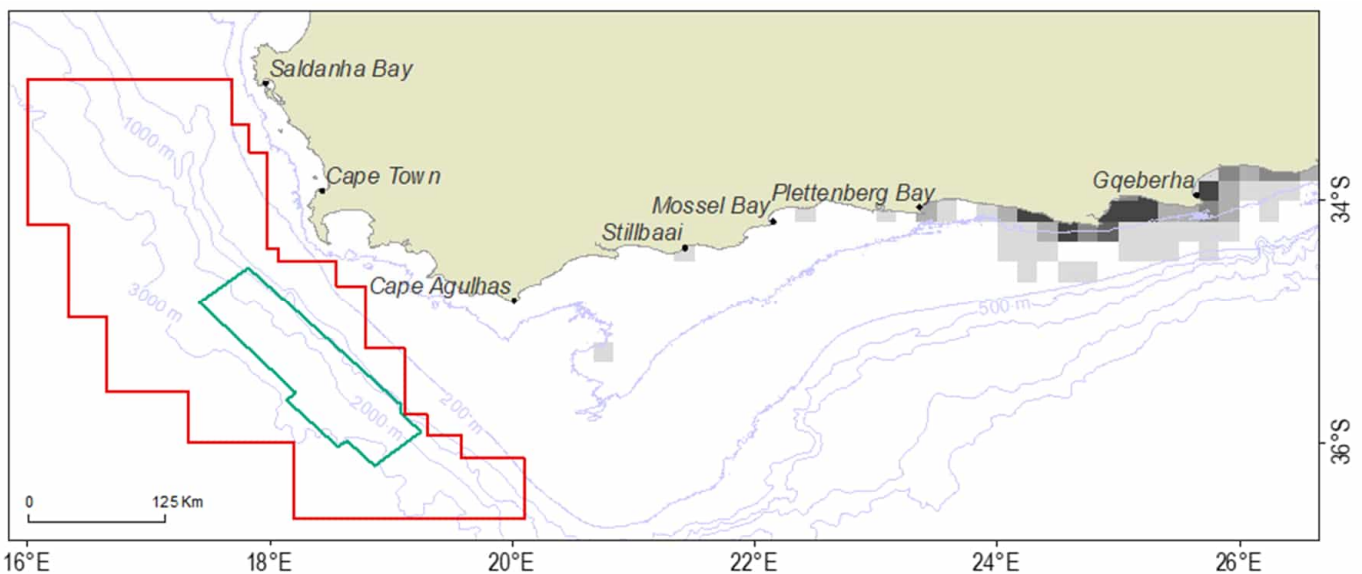 Saldanha Bay
1000 m
Cape Town
Gqeberha
34°S
Plettenberg Bay
Mossel Bay
Stillbaai
Cape Agulhas
3000 m
500 m
2000 m
200 m
36°S
0 125 Km
16°E 18°E 20°E 22°E 24°E 26°E